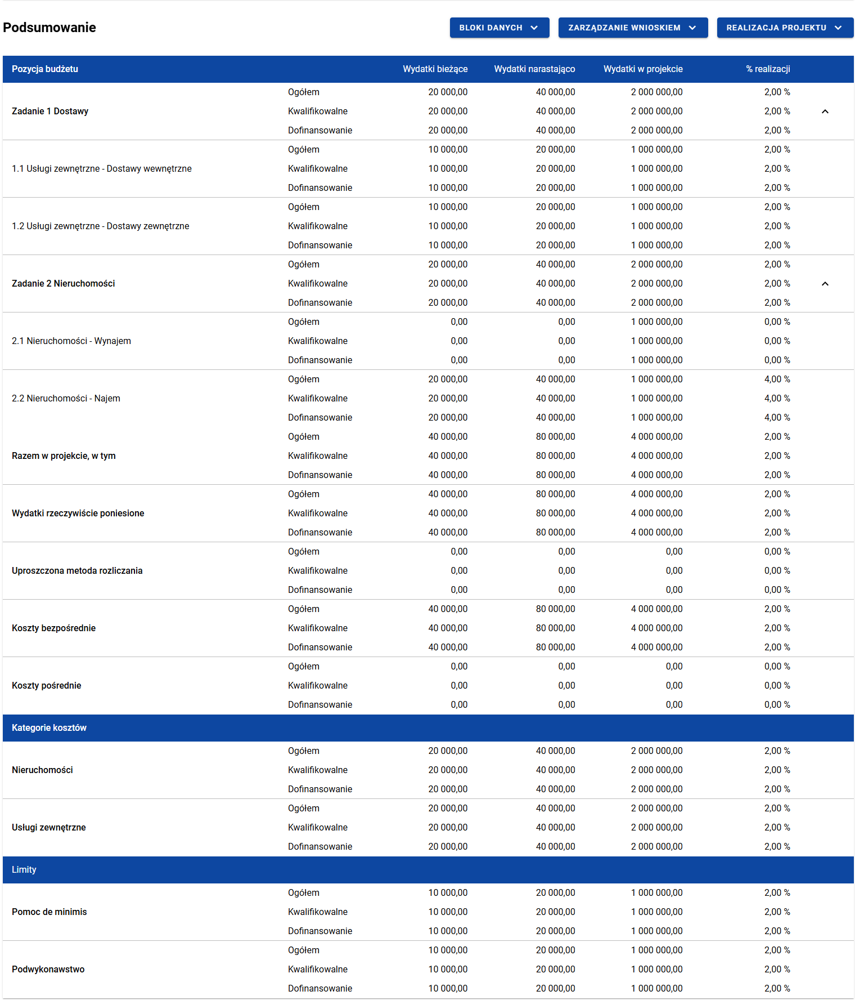 Podsumowanie
BLOKI DANYCH
ZARZĄDZANIE WNIOSKIEM
REALIZACJA PROJEKTU
Pozycja budżetu Wydatki bieżące Wydatki narastająco Wydatki w projekcie % realizacji
Ogółem 20 000,00 40 000,00 2 000 000,00 2,00 %
Zadanie 1 Dostawy Kwalifikowalne 20 000,00 40 000,00 2 000 000,00 2,00 %
Dofinansowanie 20 000,00 40 000,00 2 000 000,00 2,00 %
Ogółem 10 000,00 20 000,00 1 000 000,00 2,00 %
1.1 Usługi zewnętrzne - Dostawy wewnętrzne Kwalifikowalne 10 000,00 20 000,00 1 000 000,00 2,00 %
Dofinansowanie 10 000,00 20 000,00 1 000 000,00 2,00 %
Ogółem 10 000,00 20 000,00 1 000 000,00 2,00 %
1.2 Usługi zewnętrzne - Dostawy zewnętrzne Kwalifikowalne 10 000,00 20 000,00 1 000 000,00 2,00 %
Dofinansowanie 10 000,00 20 000,00 1 000 000,00 2,00 %
Ogółem 20 000,00 40 000,00 2 000 000,00 2,00 %
Zadanie 2 Nieruchomości Kwalifikowalne 20 000,00 40 000,00 2 000 000,00 2,00 %
Dofinansowanie 20 000,00 40 000,00 2 000 000,00 2,00 %
Ogółem 0,00 0,00 1 000 000,00 0,00 %
2.1 Nieruchomości - Wynajem Kwalifikowalne 0,00 0,00 1 000 000,00 0,00 %
Dofinansowanie 0,00 0,00 1 000 000,00 0,00 %
Ogółem 20 000,00 40 000,00 1 000 000,00 4,00 %
2.2 Nieruchomości - Najem Kwalifikowalne 20 000,00 40 000,00 1 000 000,00 4,00 %
Dofinansowanie 20 000,00 40 000,00 1 000 000,00 4,00 %
Ogółem 40 000,00 80 000,00 4 000 000,00 2,00 %
Razem w projekcie, w tym Kwalifikowalne 40 000,00 80 000,00 4 000 000,00 2,00 %
Dofinansowanie 40 000,00 80 000,00 4 000 000,00 2,00 %
Ogółem 40 000,00 80 000,00 4 000 000,00 2,00 %
Wydatki rzeczywiście poniesione Kwalifikowalne 40 000,00 80 000,00 4 000 000,00 2,00 %
Dofinansowanie 40 000,00 80 000,00 4 000 000,00 2,00 %
Ogółem 0,00 0,00 0,00 0,00 %
Uproszczona metoda rozliczania Kwalifikowalne 0,00 0,00 0,00 0,00 %
Dofinansowanie 0,00 0,00 0,00 0,00 %
Ogółem 40 000,00 80 000,00 4 000 000,00 2,00 %
Koszty bezpośrednie Kwalifikowalne 40 000,00 80 000,00 4 000 000,00 2,00 %
Dofinansowanie 40 000,00 80 000,00 4 000 000,00 2,00 %
Ogółem 0,00 0,00 0,00 0,00 %
Koszty pośrednie Kwalifikowalne 0,00 0,00 0,00 0,00 %
Dofinansowanie 0,00 0,00 0,00 0,00 %
Kategorie kosztów
Ogółem 20 000,00 40 000,00 2 000 000,00 2,00 %
Nieruchomości Kwalifikowalne 20 000,00 40 000,00 2 000 000,00 2,00 %
Dofinansowanie 20 000,00 40 000,00 2 000 000,00 2,00 %
Ogółem 20 000,00 40 000,00 2 000 000,00 2,00 %
Usługi zewnętrzne Kwalifikowalne 20 000,00 40 000,00 2 000 000,00 2,00 %
Dofinansowanie 20 000,00 40 000,00 2 000 000,00 2,00 %
Limity
Ogółem 10 000,00 20 000,00 1 000 000,00 2,00 %
Pomoc de minimis Kwalifikowalne 10 000,00 20 000,00 1 000 000,00 2,00 %
Dofinansowanie 10 000,00 20 000,00 1 000 000,00 2,00 %
Ogółem 10 000,00 20 000,00 1 000 000,00 2,00 %
Podwykonawstwo Kwalifikowalne 10 000,00 20 000,00 1 000 000,00 2,00 %
Dofinansowanie 10 000,00 20 000,00 1 000 000,00 2,00 %